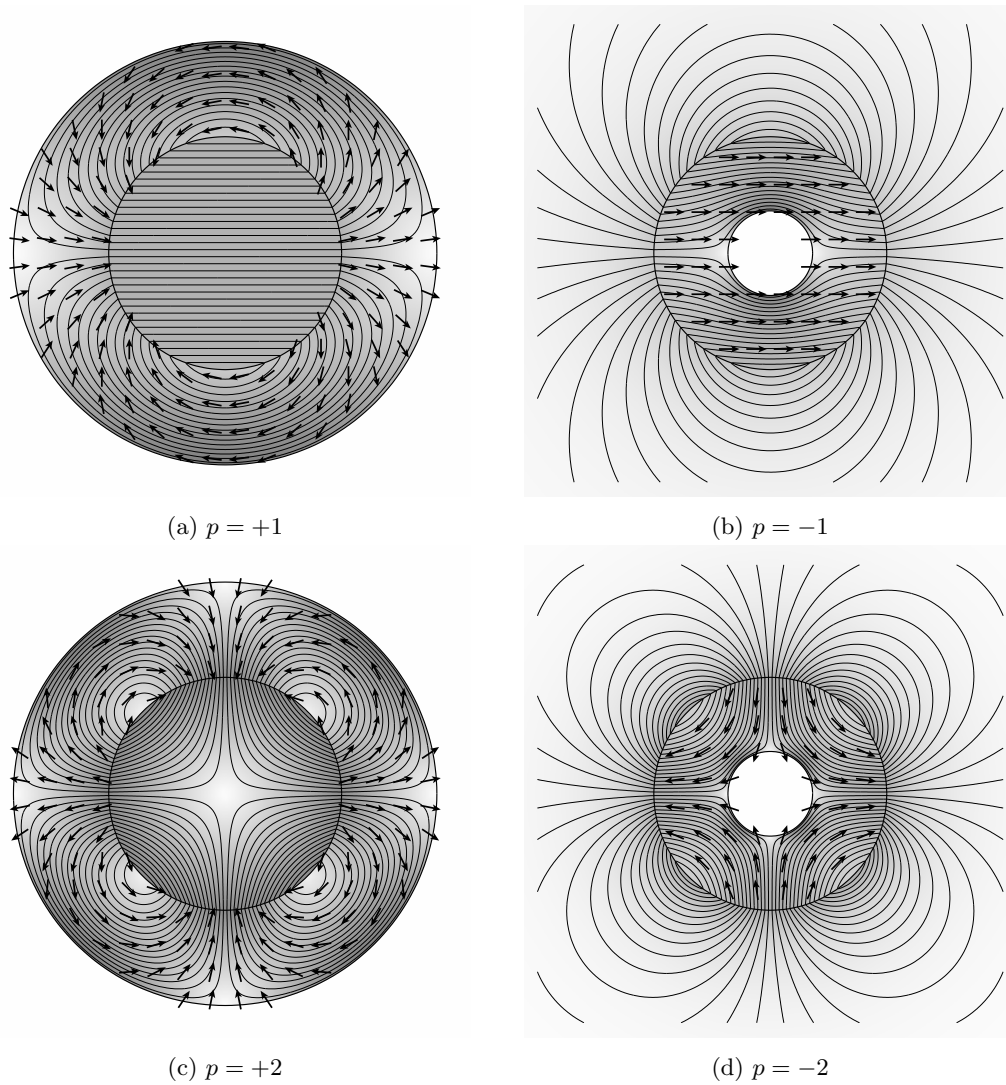 (a) p = +1
(b) p = −1
(c) p = +2
(d) p = −2